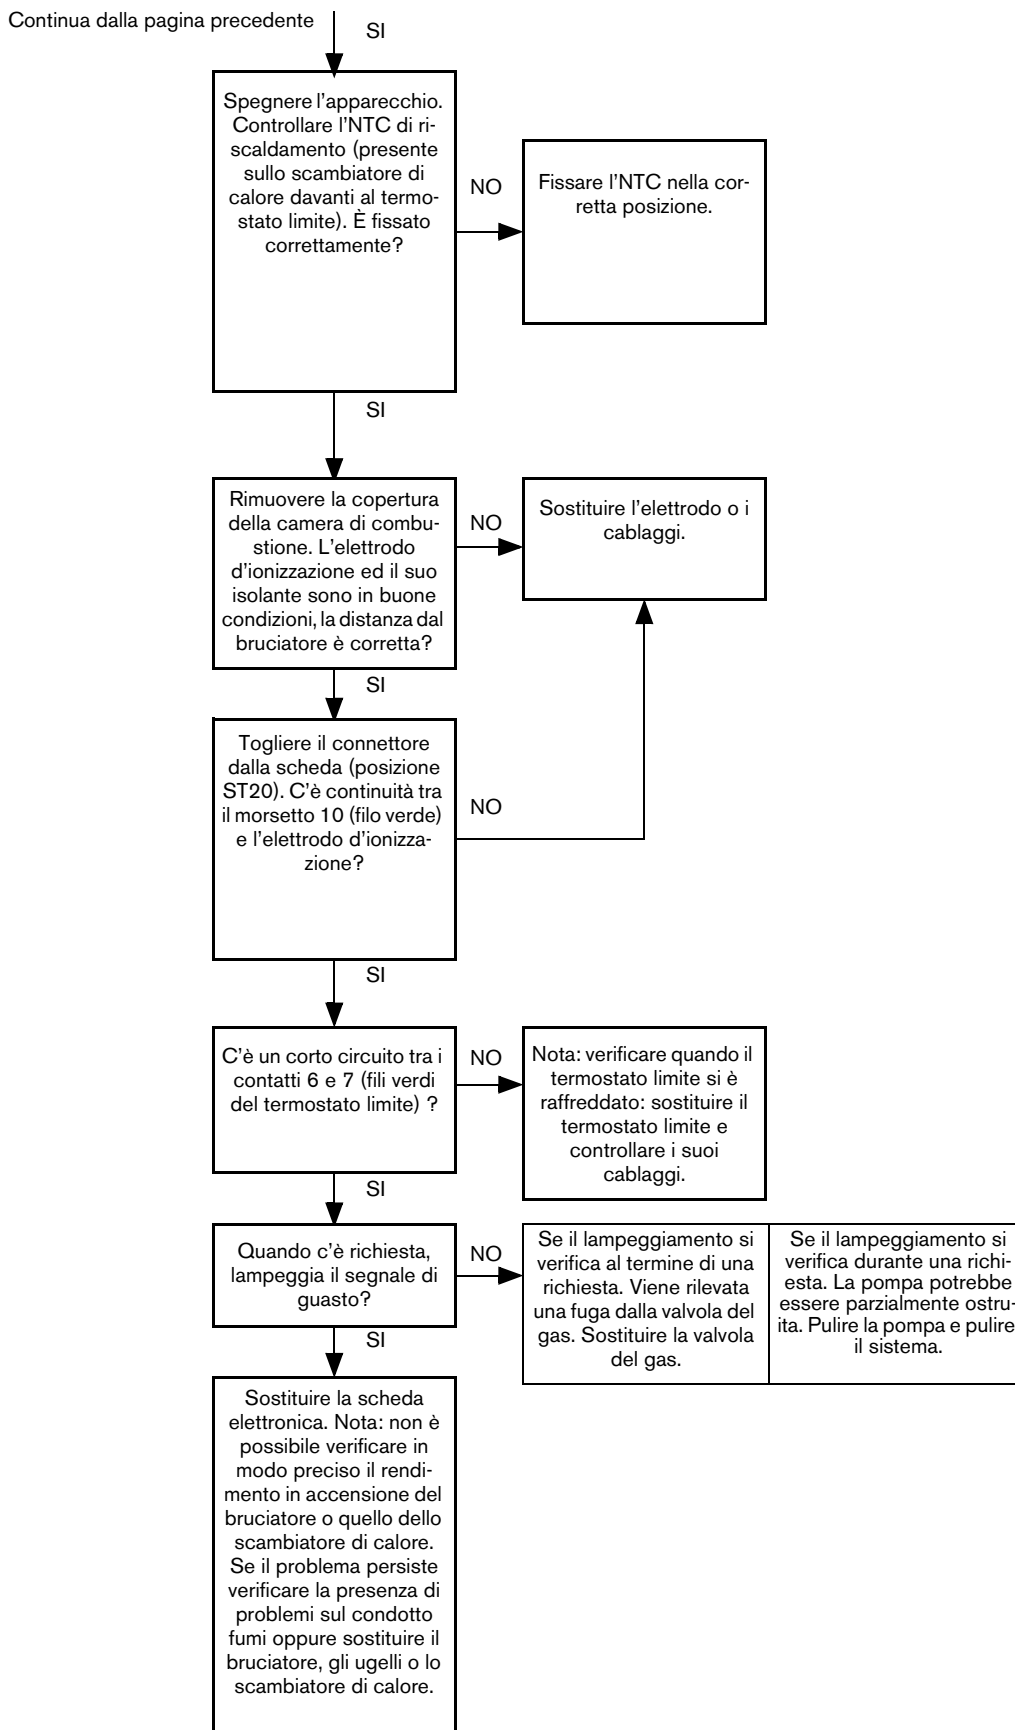 Continua dalla pagina precedente
SI
Spegnere l'apparecchio.
Controllare l'NTC di ri-
scaldamento (presente
sullo scambiatore di
calore davanti al termo-
stato limite). È fissato
correttamente?
NO
Fissare l'NTC nella cor-
retta posizione.
SI
Rimuovere la copertura
della camera di combu-
stione. L'elettrodo
d'ionizzazione ed il suo
isolante sono in buone
condizioni, la distanza dal
bruciatore è corretta?
NO
Sostituire l'elettrodo o i
cablaggi.
SI
Togliere il connettore
dalla scheda (posizione
ST20). C'è continuità tra
il morsetto 10 (filo verde)
e l'elettrodo d'ionizza-
zione?
NO
SI
C'è un corto circuito tra i
contatti 6 e 7 (fili verdi
del termostato limite) ?
NO
Nota: verificare quando il
termostato limite si è
raffreddato: sostituire il
termostato limite e
controllare i suoi
cablaggi.
SI
Quando c'è richiesta,
lampeggia il segnale di
guasto?
NO
Se il lampeggiamento si
verifica al termine di una
richiesta. Viene rilevata
una fuga dalla valvola del
gas. Sostituire la valvola
del gas.
Se il lampeggiamento si
verifica durante una richi-
esta. La pompa potrebbe
essere parzialmente ostru-
ita. Pulire la pompa e pulire
il sistema.
SI
Sostituire la scheda
elettronica. Nota: non è
possibile verificare in
modo preciso il rendi-
mento in accensione del
bruciatore o quello dello
scambiatore di calore.
Se il problema persiste
verificare la presenza di
problemi sul condotto
fumi oppure sostituire il
bruciatore, gli ugelli o lo
scambiatore di calore.